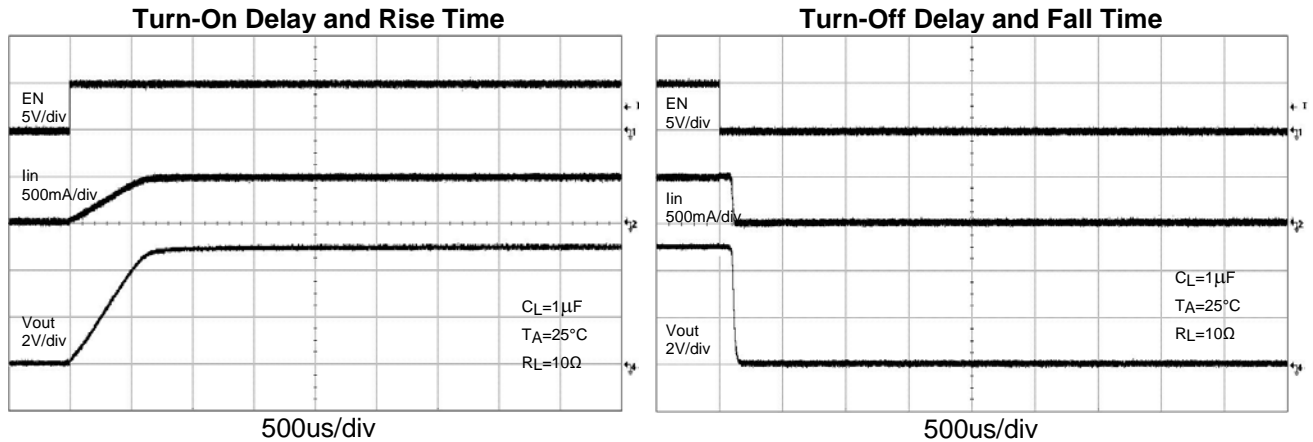 Turn-On Delay and Rise Time
EN
5V/div
Iin
500mA/div
Vout
2V/div
CL=1µF
TA=25°C
RL=10Ω
500us/div
Turn-Off Delay and Fall Time
EN
5V/div
Iin
500mA/div
Vout
2V/div
CL=1µF
TA=25°C
RL=10Ω
500us/div